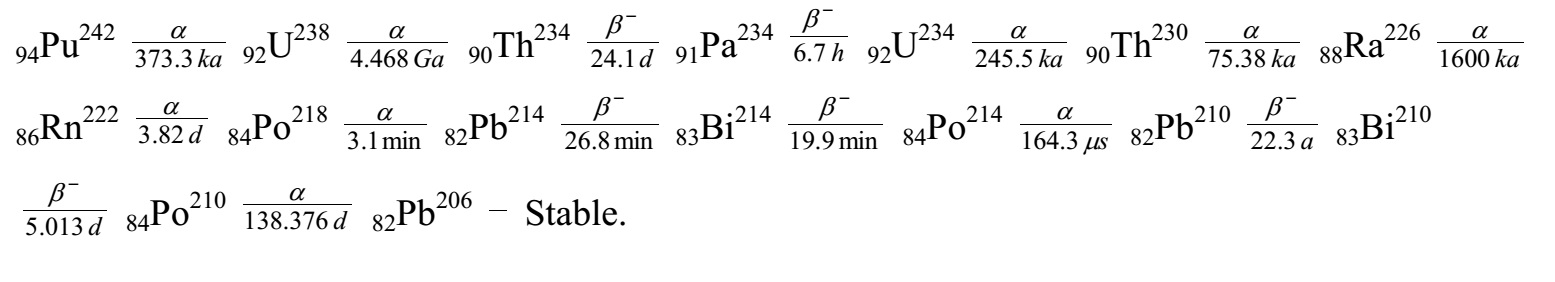 ₉₄Pu²⁴² α/373.3 ka ₉₂U²³⁸ α/4.468 Ga ₉₀Th²³⁴ β⁻/24.1 d ₉₁Pa²³⁴ β⁻/6.7 h ₉₂U²³⁴ α/245.5 ka ₉₀Th²³⁰ α/75.38 ka ₈₈Ra²²⁶ α/1600 ka
₈₆Rn²²² α/3.82 d ₈₄Po²¹⁸ α/3.1 min ₈₂Pb²¹⁴ β⁻/26.8 min ₈₃Bi²¹⁴ β⁻/19.9 min ₈₄Po²¹⁴ α/164.3 μs ₈₂Pb²¹⁰ β⁻/22.3 a ₈₃Bi²¹⁰
β⁻/5.013 d ₈₄Po²¹⁰ α/138.376 d ₈₂Pb²⁰⁶ − Stable.